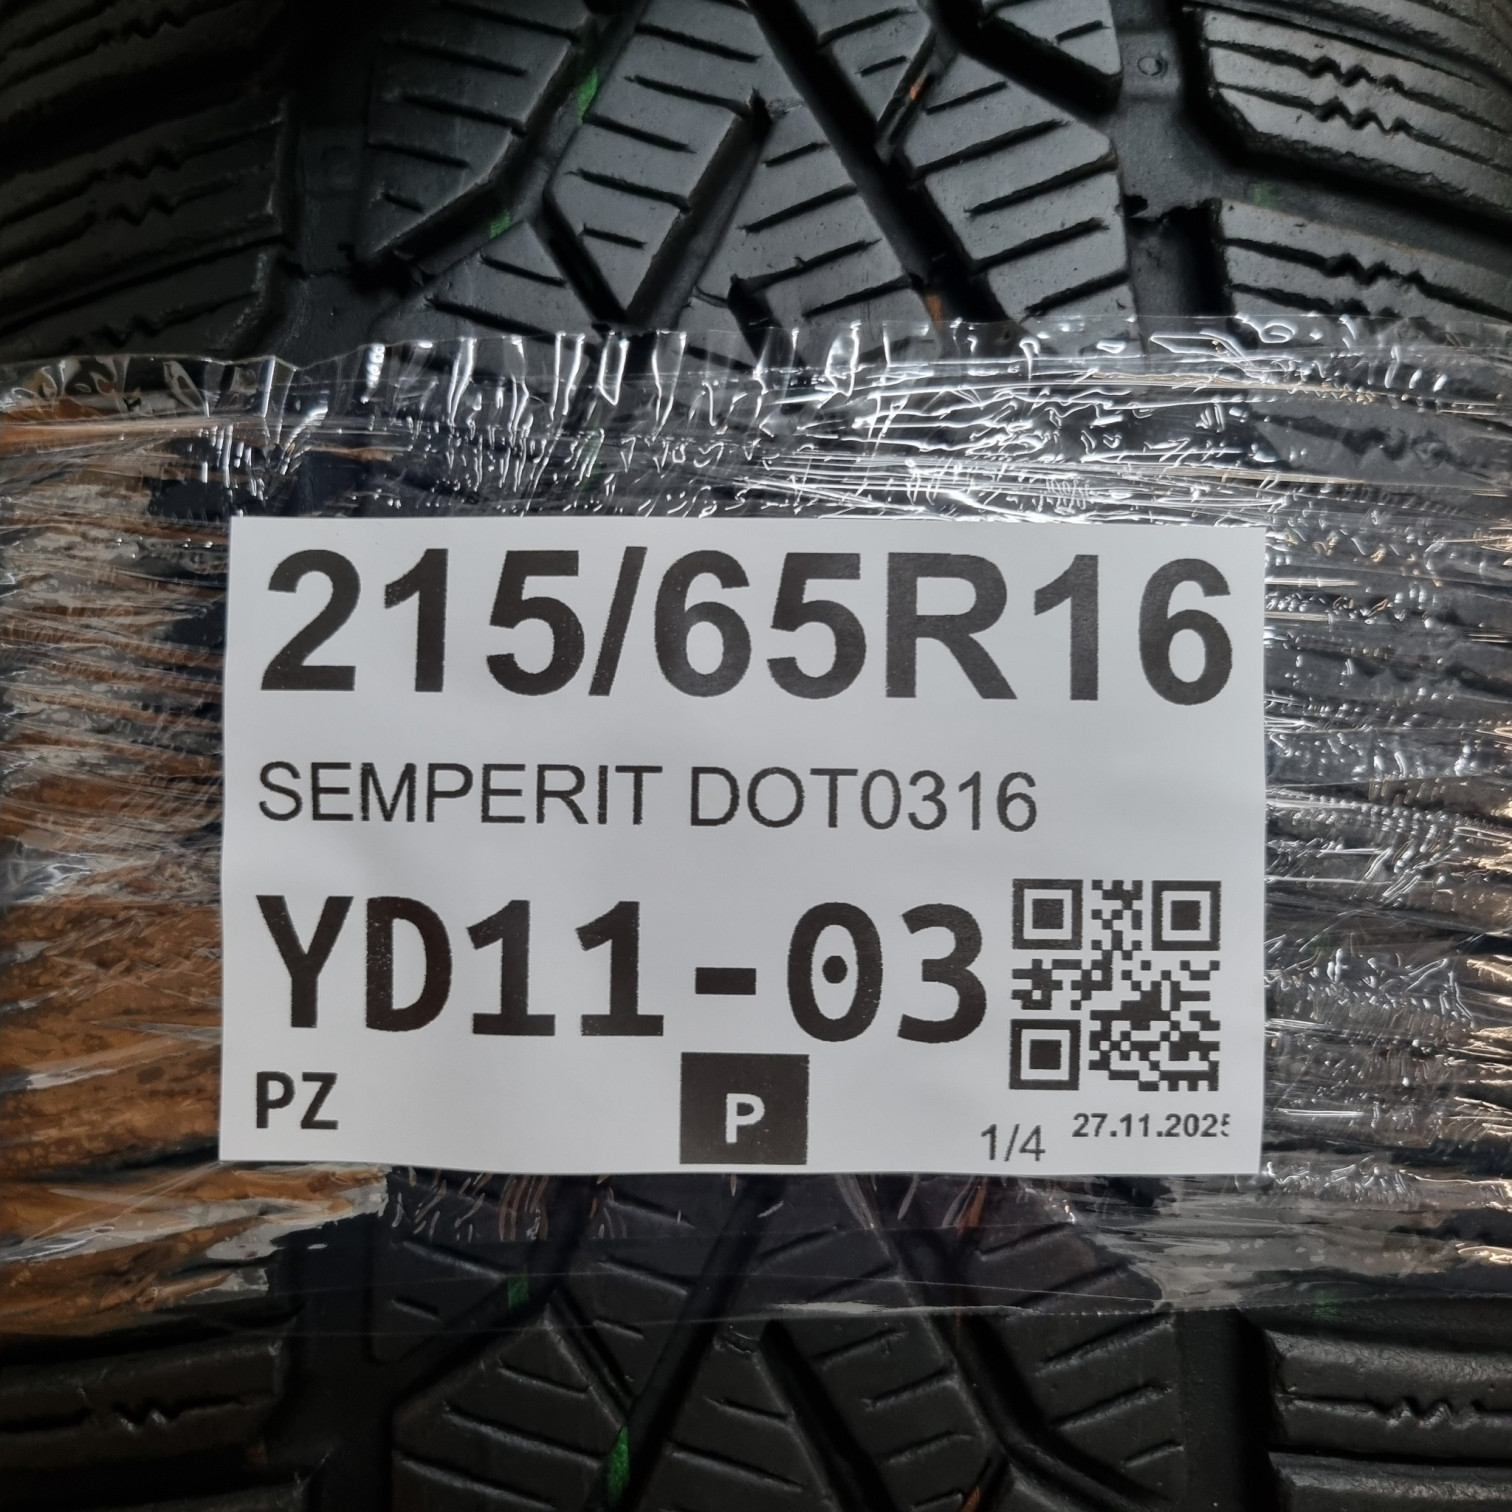 215/65R16
SEMPERIT DOT0316
YD11-03
PZ
P
1/4
27.11.2025